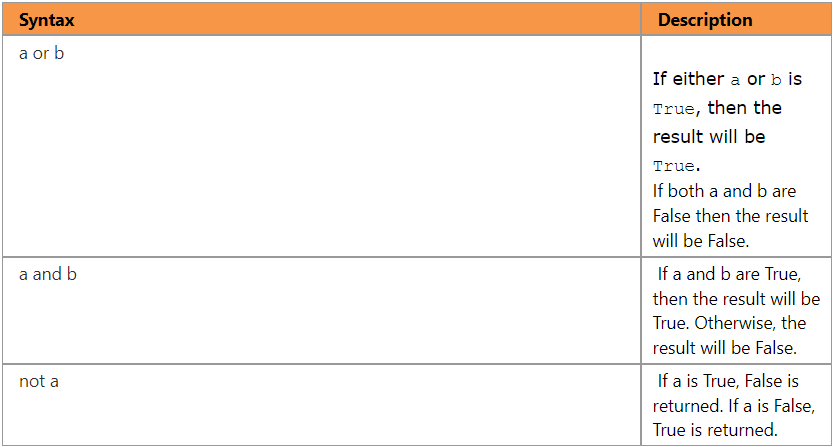 Syntax Description
a or b
If either a or b is
True, then the
result will be
True.
If both a and b are
False then the result
will be False.
a and b
If a and b are True,
then the result will be
True. Otherwise, the
result will be False.
not a
If a is True, False is
returned. If a is False,
True is returned.